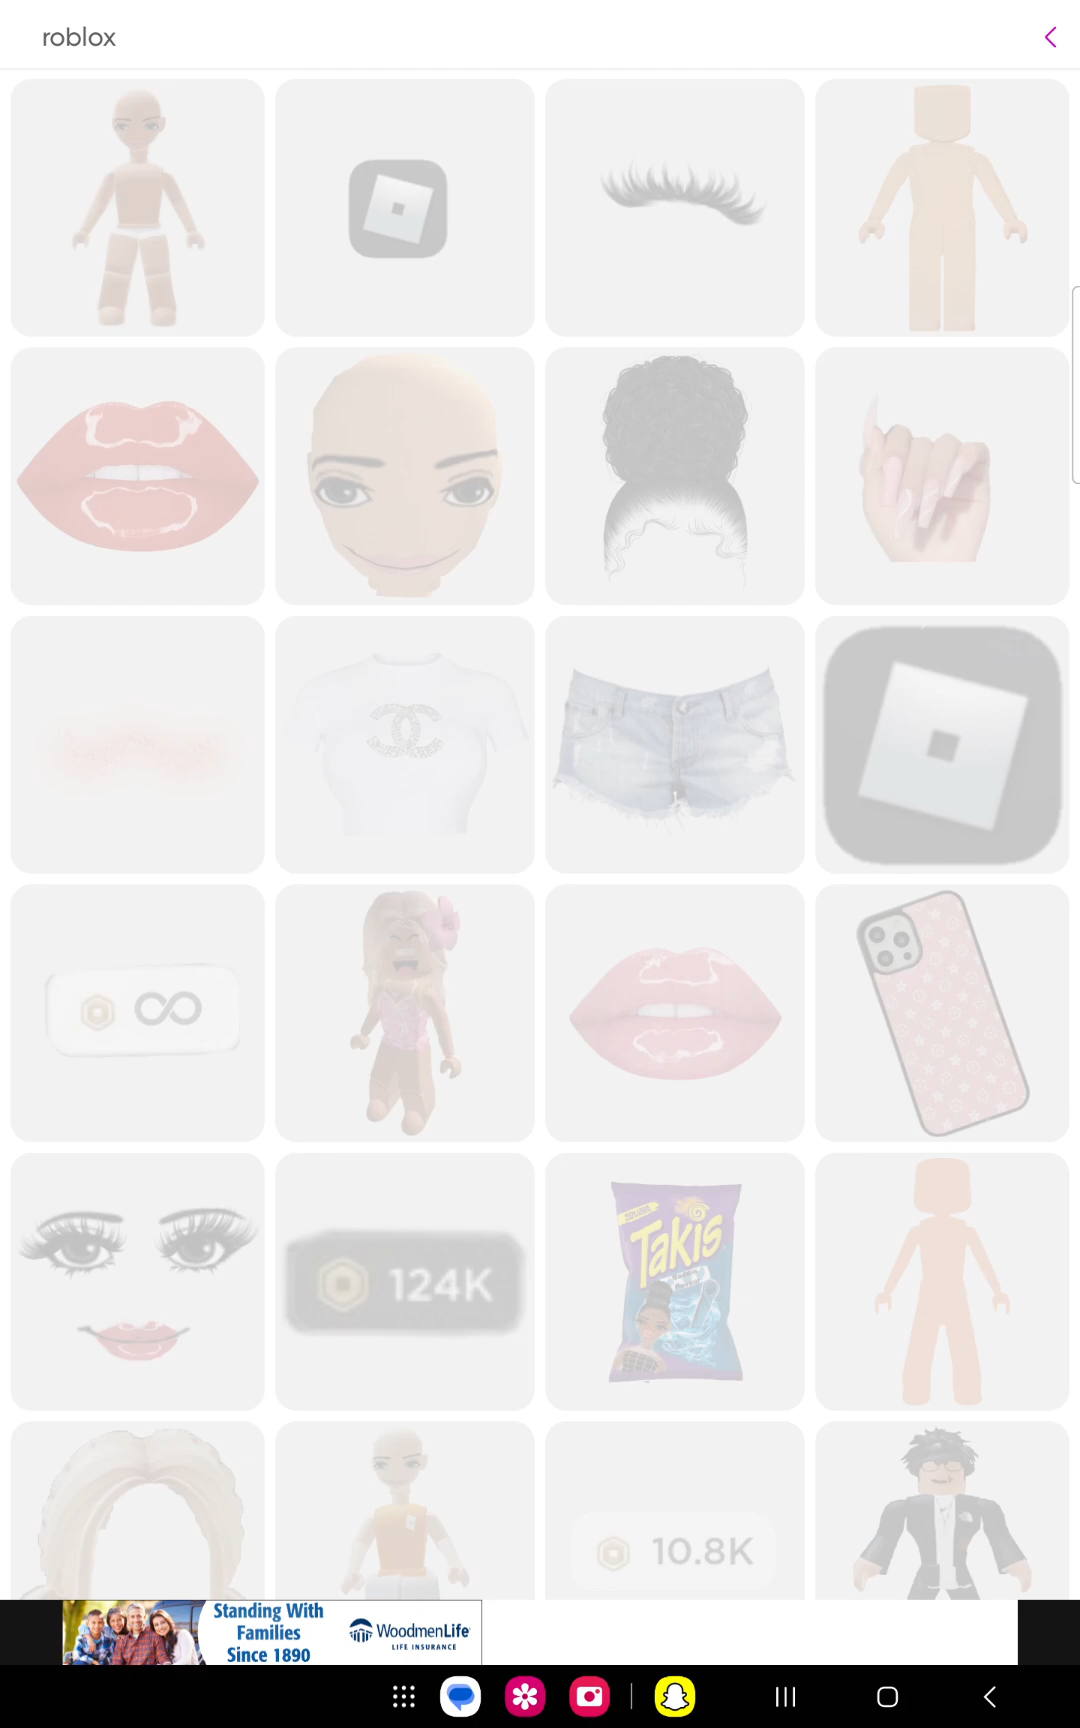 roblox
∞
124K
Takis
10.8K
Standing With
Families
Since 1890
WoodmenLife
LIFE INSURANCE